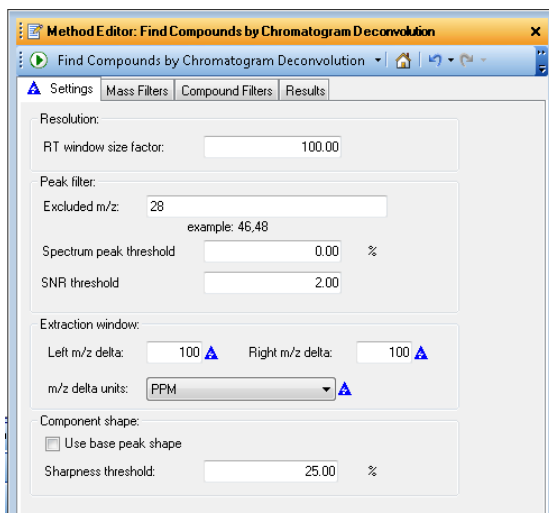 Method Editor: Find Compounds by Chromatogram Deconvolution
Find Compounds by Chromatogram Deconvolution
Settings Mass Filters Compound Filters Results
Resolution:
RT window size factor: 100.00
Peak filter:
Excluded m/z: 28
example: 46,48
Spectrum peak threshold 0.00 %
SNR threshold 2.00
Extraction window:
Left m/z delta: 100 Right m/z delta: 100
m/z delta units: PPM
Component shape:
Use base peak shape
Sharpness threshold: 25.00 %